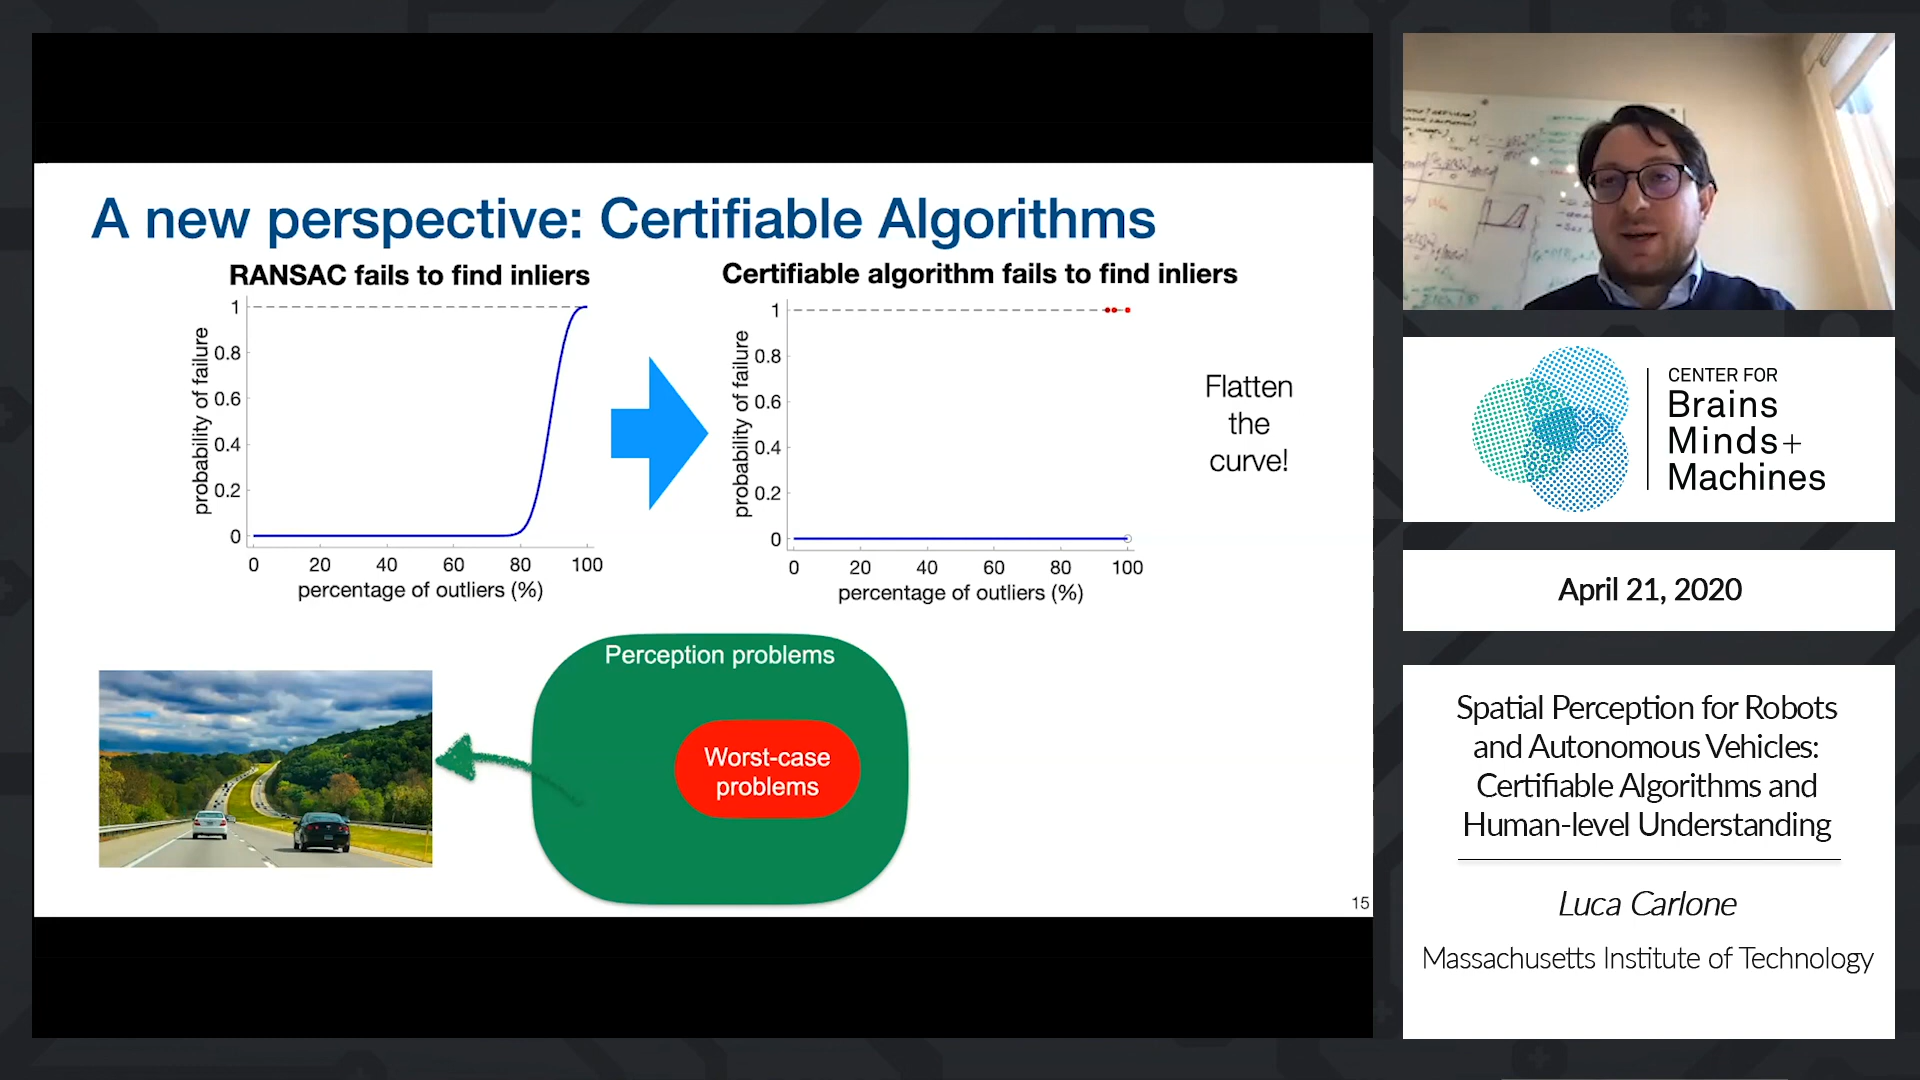 A new perspective: Certifiable Algorithms
RANSAC fails to find inliers
probability of failure
1
0.8
0.6
0.4
0.2
0
0 20 40 60 80 100
percentage of outliers (%)
Certifiable algorithm fails to find inliers
probability of failure
1
0.8
0.6
0.4
0.2
0
0 20 40 60 80 100
percentage of outliers (%)
Flatten
the
curve!
Perception problems
Worst-case
problems
15
CENTER FOR
Brains
Minds+
Machines
April 21, 2020
Spatial Perception for Robots
and Autonomous Vehicles:
Certifiable Algorithms and
Human-level Understanding
Luca Carlone
Massachusetts Institute of Technology